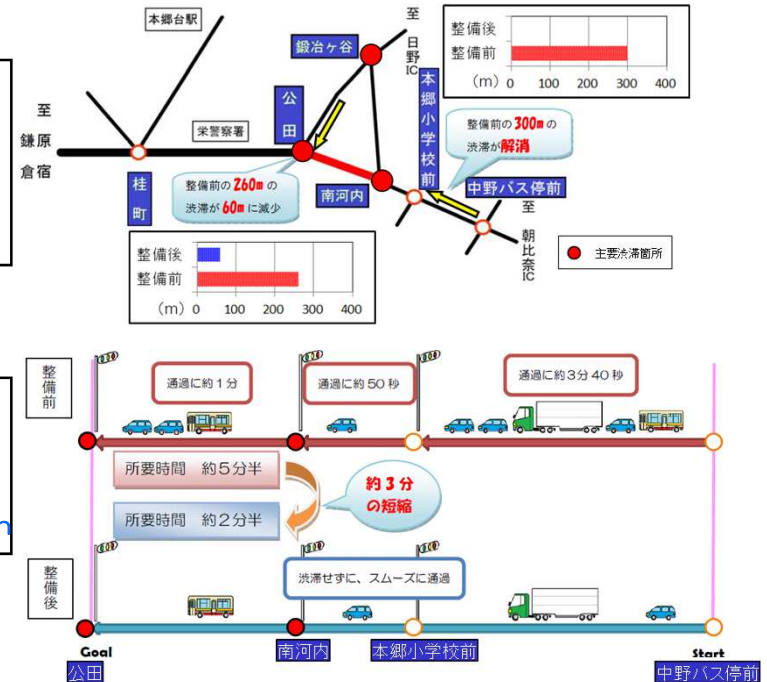 本郷台駅
至
鎌原
倉宿
栄警察署
桂町
公田
鍛冶ヶ谷
至
日野IC
本郷小学校前
南河内
中野バス停前
至
朝比奈IC
整備後
整備前
(m) 0 100 200 300 400
整備前の300mの
渋滞が解消
整備前の260mの
渋滞が60mに減少
整備後
整備前
(m) 0 100 200 300 400
主要渋滞箇所
整備前
通過に約1分
通過に約50秒
通過に約3分40秒
所要時間 約5分半
所要時間 約2分半
約3分
の短縮
n
整備後
渋滞せずに、スムーズに通過
Goal
公田
南河内
本郷小学校前
Start
中野バス停前